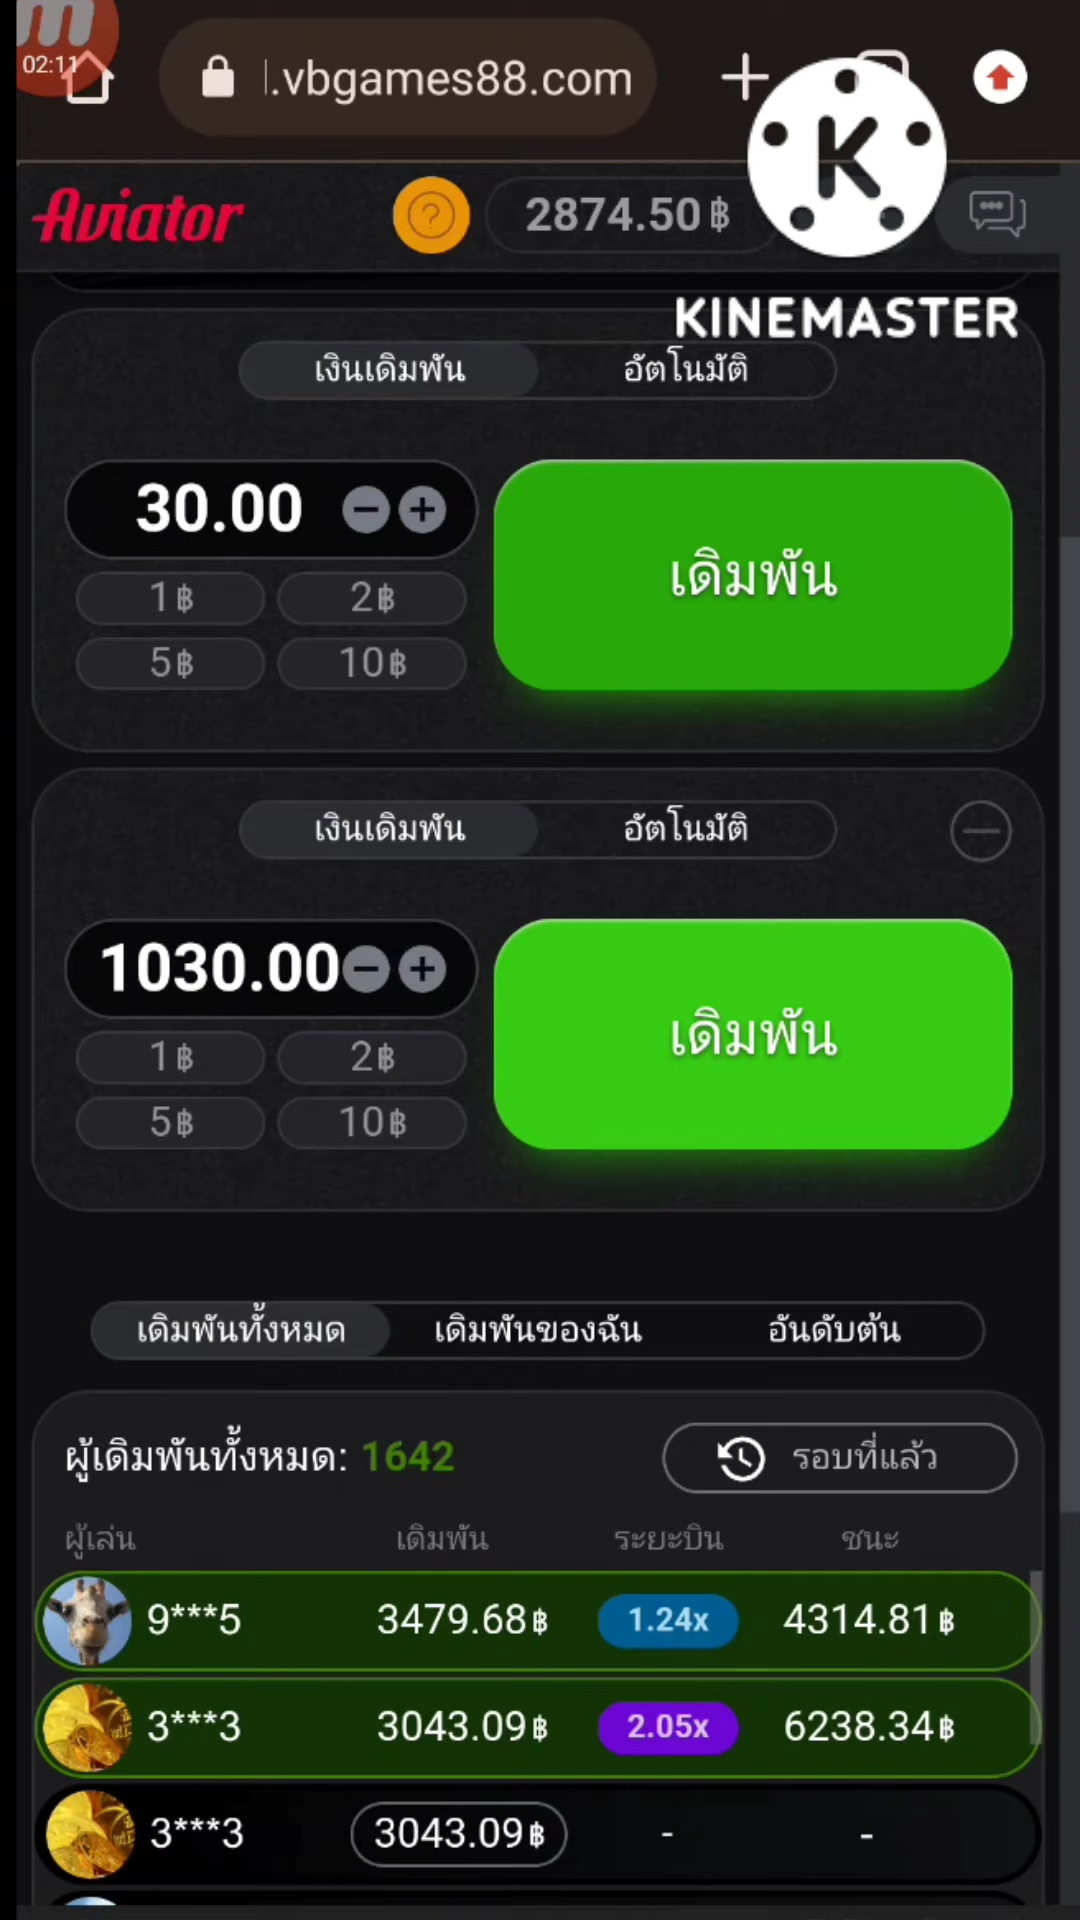 02:11
l.vbgames88.com
K
KINEMASTER
Aviator
?
2874.50 ฿
เงินเดิมพัน อัตโนมัติ
30.00
1 ฿ 2 ฿
5 ฿ 10 ฿
เดิมพัน
เงินเดิมพัน อัตโนมัติ
1030.00
1 ฿ 2 ฿
5 ฿ 10 ฿
เดิมพัน
เดิมพันทั้งหมด เดิมพันของฉัน อันดับต้น
ผู้เดิมพันทั้งหมด: 1642 รอบที่แล้ว
ผู้เล่น เดิมพัน ระยะบิน ชนะ
9***5 3479.68 ฿ 1.24x 4314.81 ฿
3***3 3043.09 ฿ 2.05x 6238.34 ฿
3***3 3043.09 ฿ - -